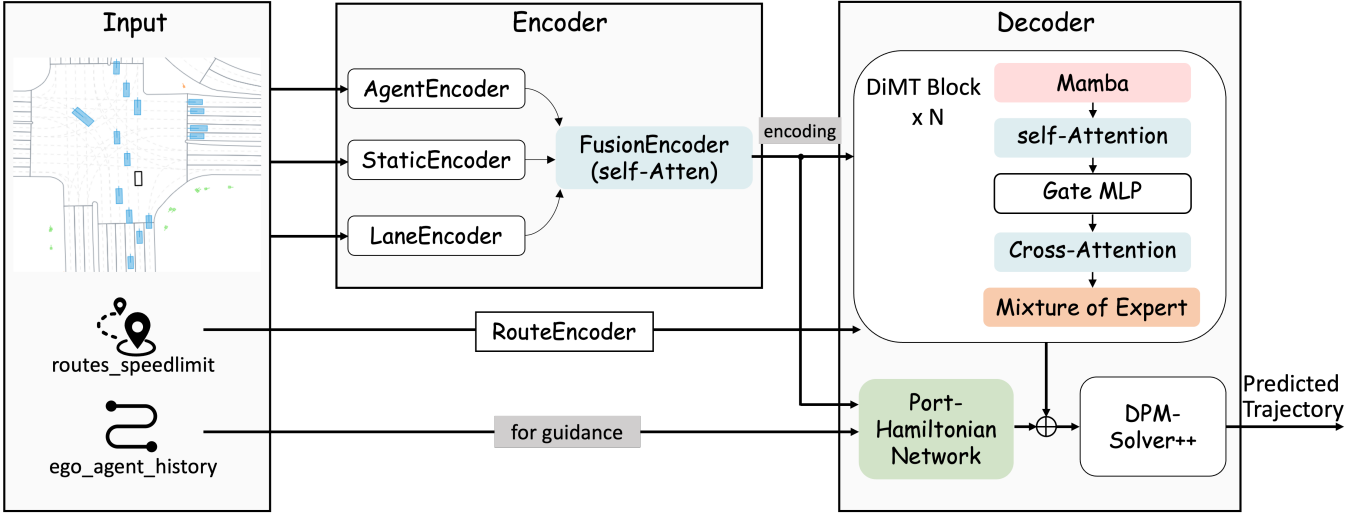 Input
routes_speedlimit
ego_agent_history
Encoder
AgentEncoder
StaticEncoder
LaneEncoder
FusionEncoder
(self-Atten)
encoding
RouteEncoder
for guidance
Decoder
DiMT Block
x N
Mamba
self-Attention
Gate MLP
Cross-Attention
Mixture of Expert
Port-
Hamiltonian
Network
DPM-
Solver++
Predicted
Trajectory